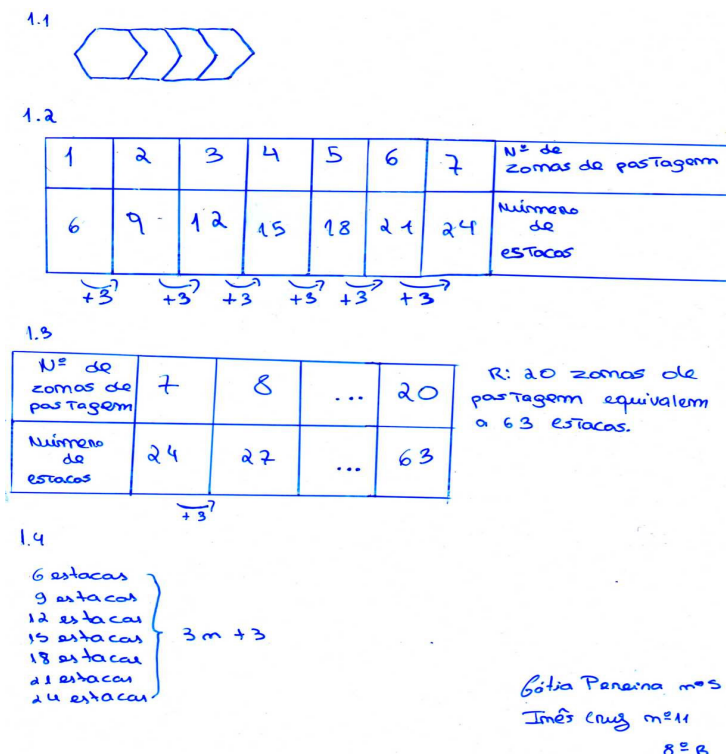 1.1
1.2
1 2 3 4 5 6 7 Nº de zonas de pastagem
6 9 12 15 18 21 24 Número de estacas
+3 +3 +3 +3 +3 +3
1.3
Nº de zonas de pastagem 7 8 ... 20
Número de estacas 24 27 ... 63
+3
R: 20 zonas de
pastagem equivalem
a 63 estacas.
1.4
6 estacas
9 estacas
12 estacas
15 estacas
18 estacas
21 estacas
24 estacas
3n + 3
Cátia Pereira nº5
Inês Cruz nº11
8º B